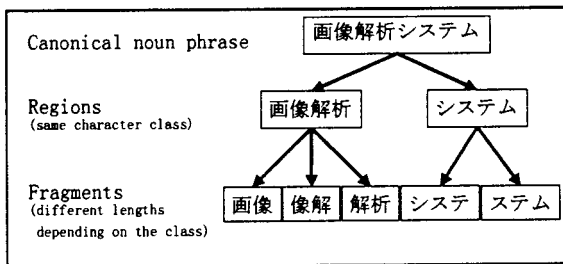 Canonical noun phrase 画像解析システム
Regions 画像解析 システム
(same character class)
Fragments 画像 像解 解析 システ ステム
(different lengths
depending on the class)